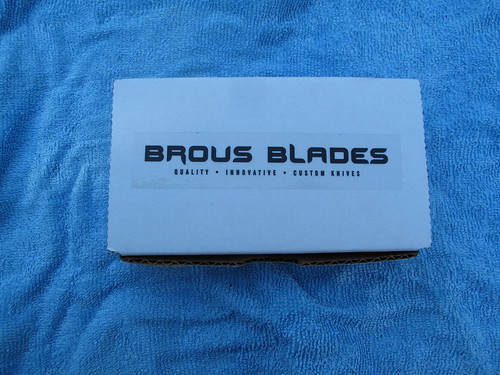 BROUS BLADES
QUALITY • INNOVATIVE • CUSTOM KNIVES